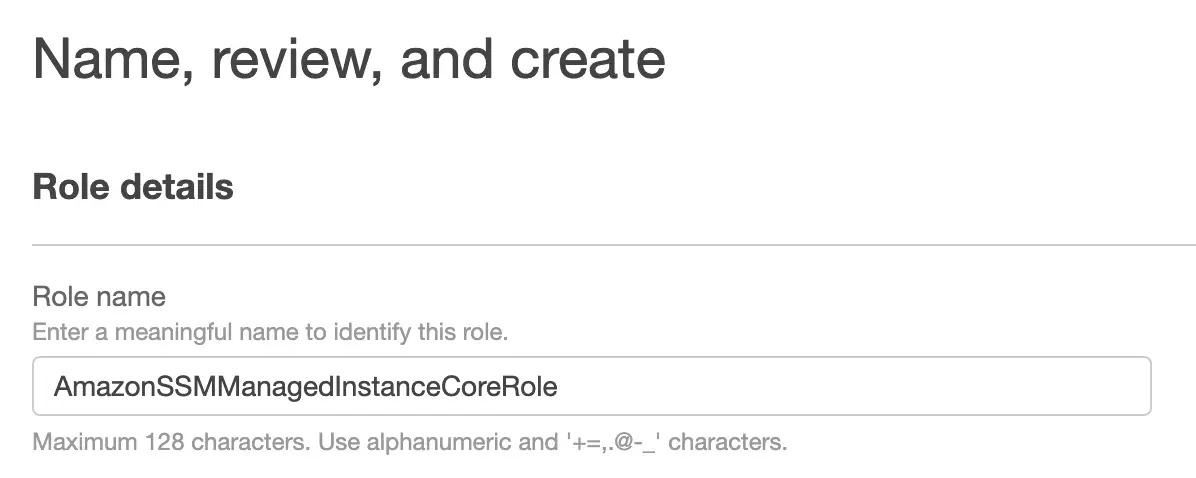 Name, review, and create
Role details
Role name
Enter a meaningful name to identify this role.
AmazonSSMManagedInstanceCoreRole
Maximum 128 characters. Use alphanumeric and '+=,.@-_' characters.